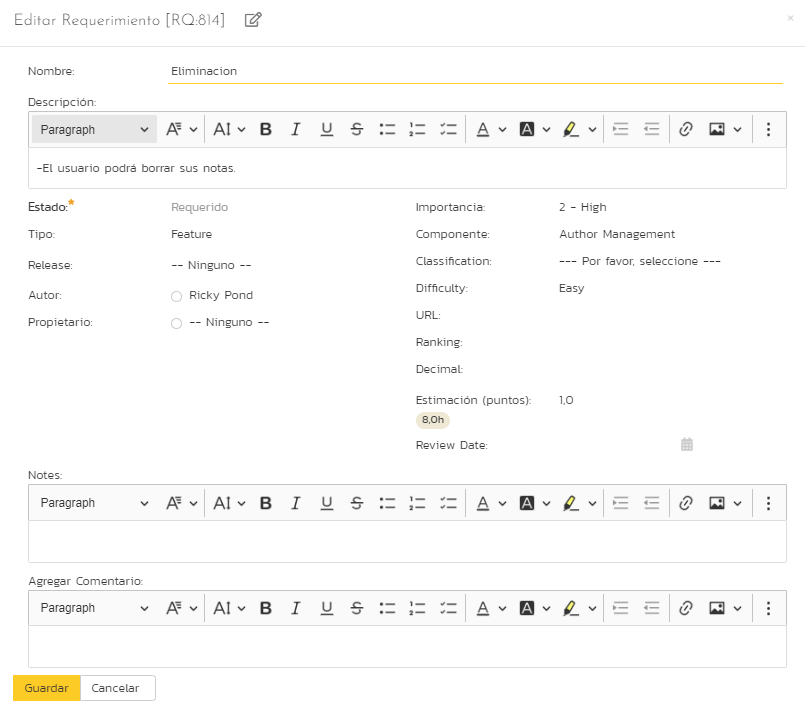 Editar Requerimiento [RQ:814]
×
Nombre: Eliminacion
Descripción:
Paragraph
-El usuario podrá borrar sus notas.
Estado:* Requerido
Tipo: Feature
Release: -- Ninguno --
Autor: Ricky Pond
Propietario: -- Ninguno --
Importancia: 2 - High
Componente: Author Management
Classification: --- Por favor, seleccione ---
Difficulty: Easy
URL:
Ranking:
Decimal:
Estimación (puntos): 1,0
8,0h
Review Date:
Notes:
Paragraph
Agregar Comentario:
Paragraph
Guardar Cancelar